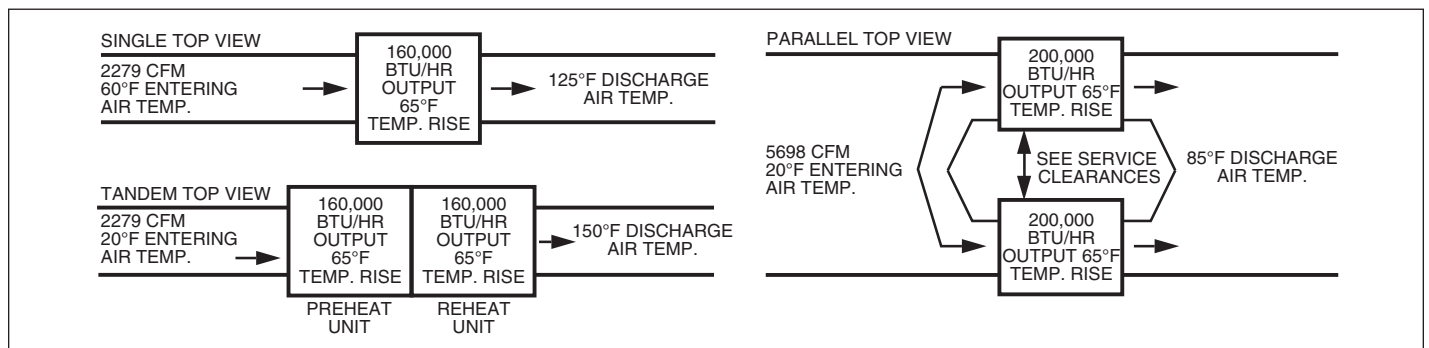 SINGLE TOP VIEW
2279 CFM
60°F ENTERING
AIR TEMP.
160,000
BTU/HR
OUTPUT
65°F
TEMP. RISE
125°F DISCHARGE
AIR TEMP.
TANDEM TOP VIEW
2279 CFM
20°F ENTERING
AIR TEMP.
160,000
BTU/HR
OUTPUT
65°F
TEMP. RISE
PREHEAT
UNIT
160,000
BTU/HR
OUTPUT
65°F
TEMP. RISE
REHEAT
UNIT
150°F DISCHARGE
AIR TEMP.
PARALLEL TOP VIEW
5698 CFM
20°F ENTERING
AIR TEMP.
200,000
BTU/HR
OUTPUT 65°F
TEMP. RISE
SEE SERVICE
CLEARANCES
200,000
BTU/HR
OUTPUT 65°F
TEMP. RISE
85°F DISCHARGE
AIR TEMP.